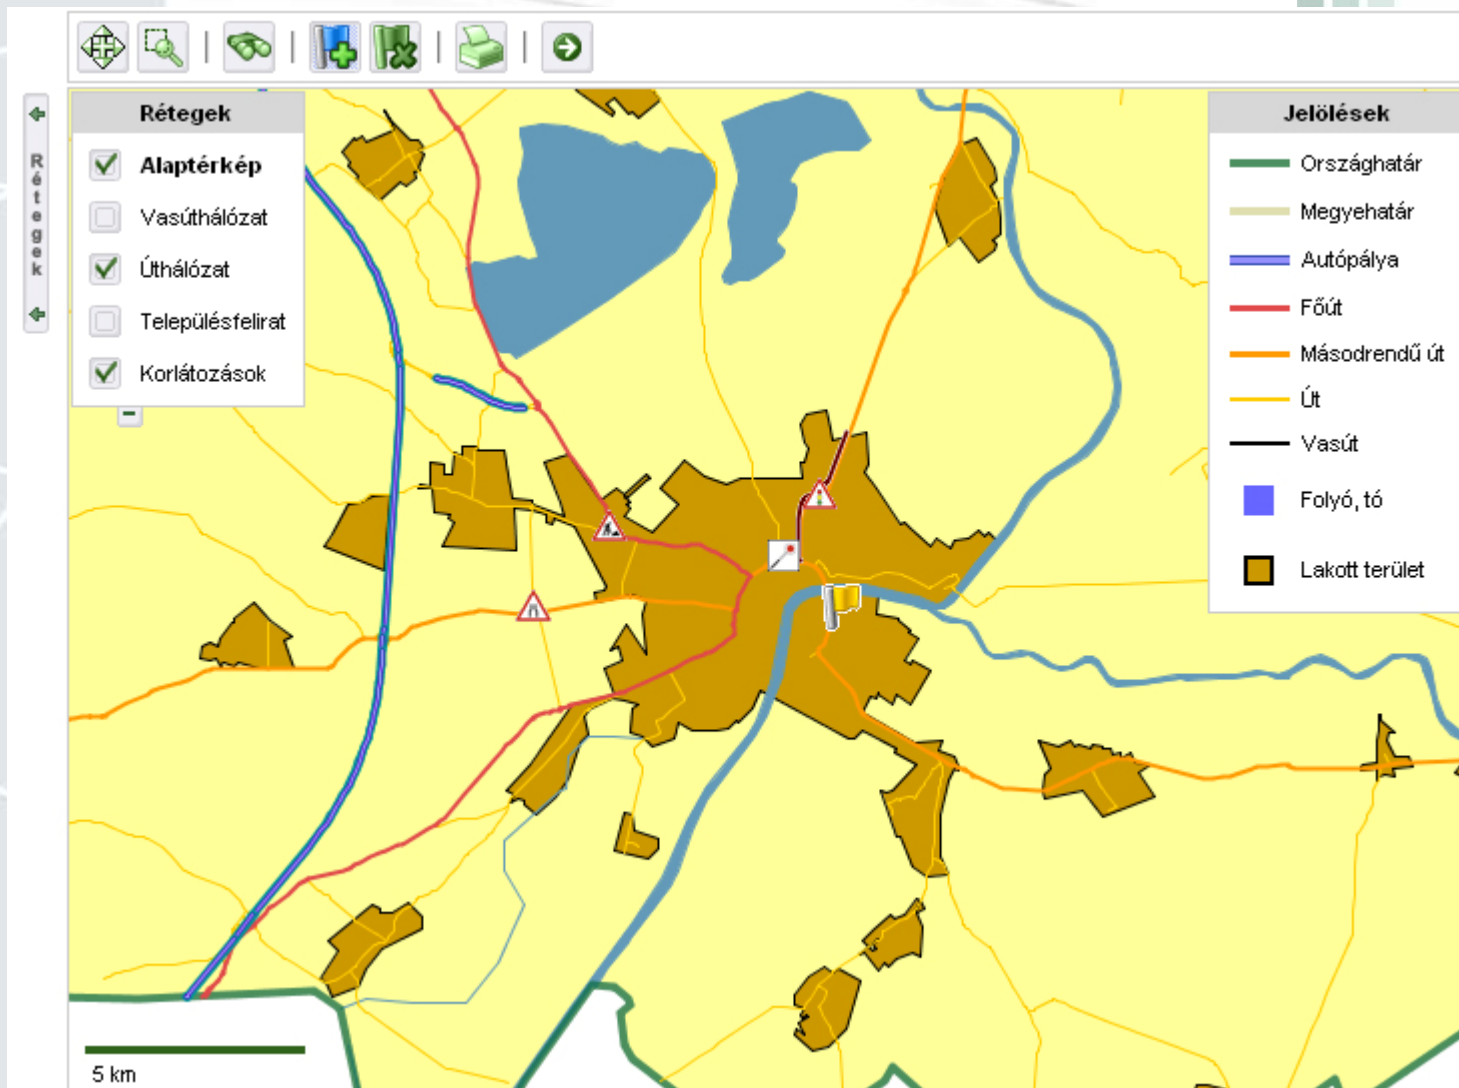 Rétegek
Rétegek
Alaptérkép
Vasúthálózat
Úthálózat
Településfelirat
Korlátozások
Jelölések
Országhatár
Megyehatár
Autópálya
Főút
Másodrendű út
Út
Vasút
Folyó, tó
Lakott terület
5 km